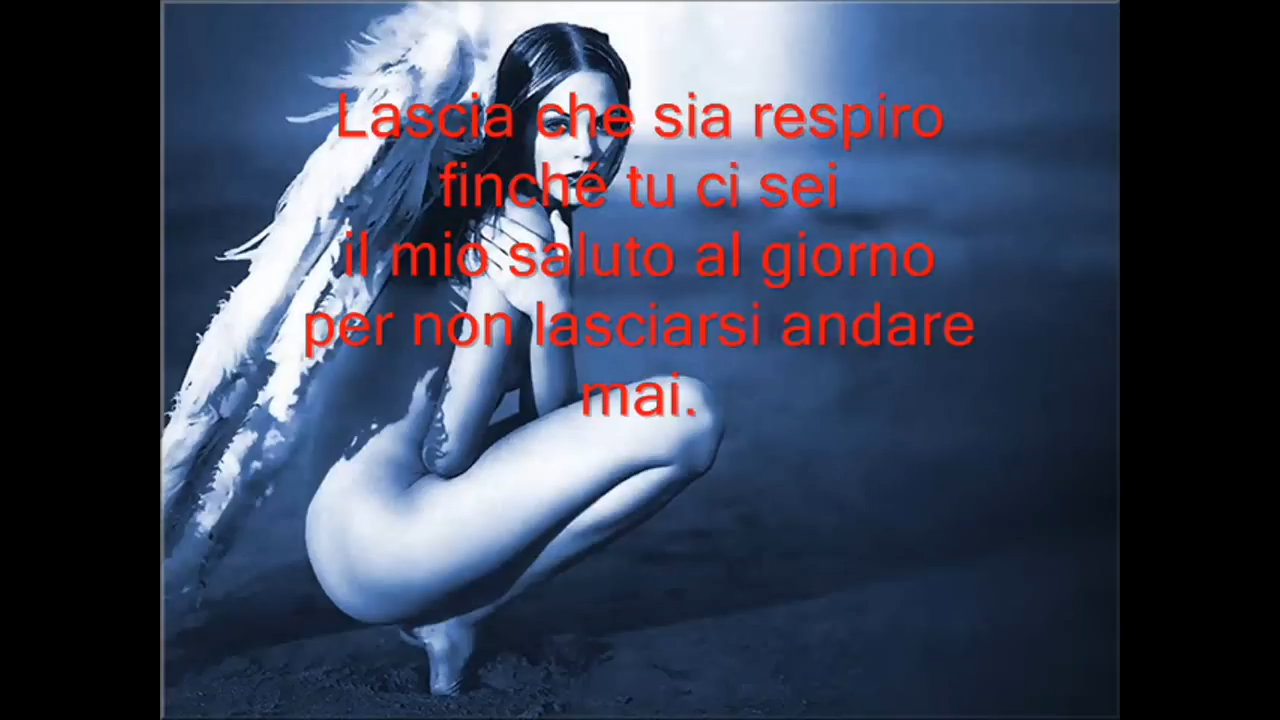 Lascia che sia respiro
finché tu ci sei
il mio saluto al giorno
per non lasciarsi andare
mai.